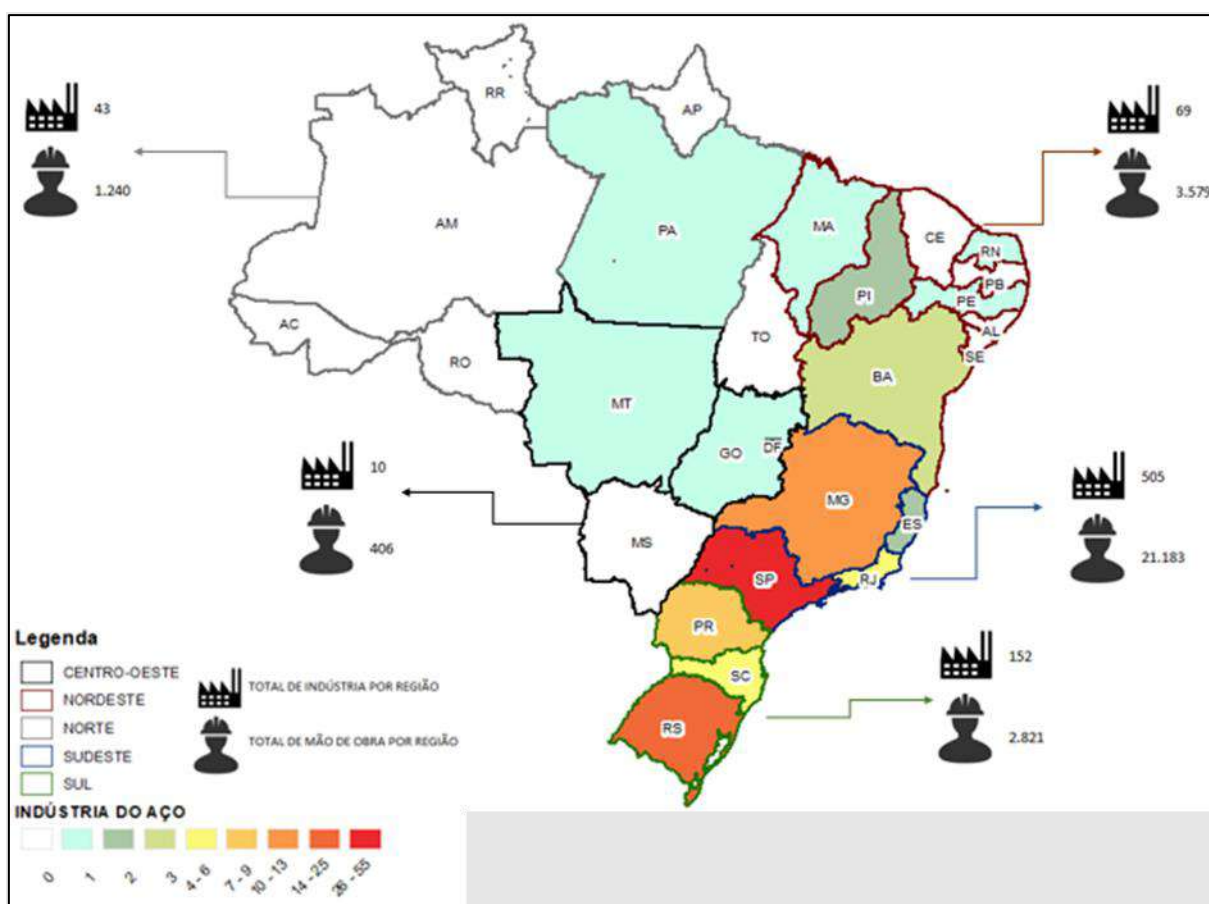 43
1.240
RR
AP
69
3.579
AM
PA
MA
CE
RN
PB
PE
PI
AL
SE
AC
RO
TO
BA
MT
GO
DF
10
406
MS
MG
ES
505
21.183
SP
RJ
PR
SC
RS
152
2.821
Legenda
CENTRO-OESTE
NORDESTE
NORTE
SUDESTE
SUL
TOTAL DE INDÚSTRIA POR REGIÃO
TOTAL DE MÃO DE OBRA POR REGIÃO
INDÚSTRIA DO AÇO
0
1
2
3
4 - 6
7 - 9
10 - 13
14 - 25
26 - 55